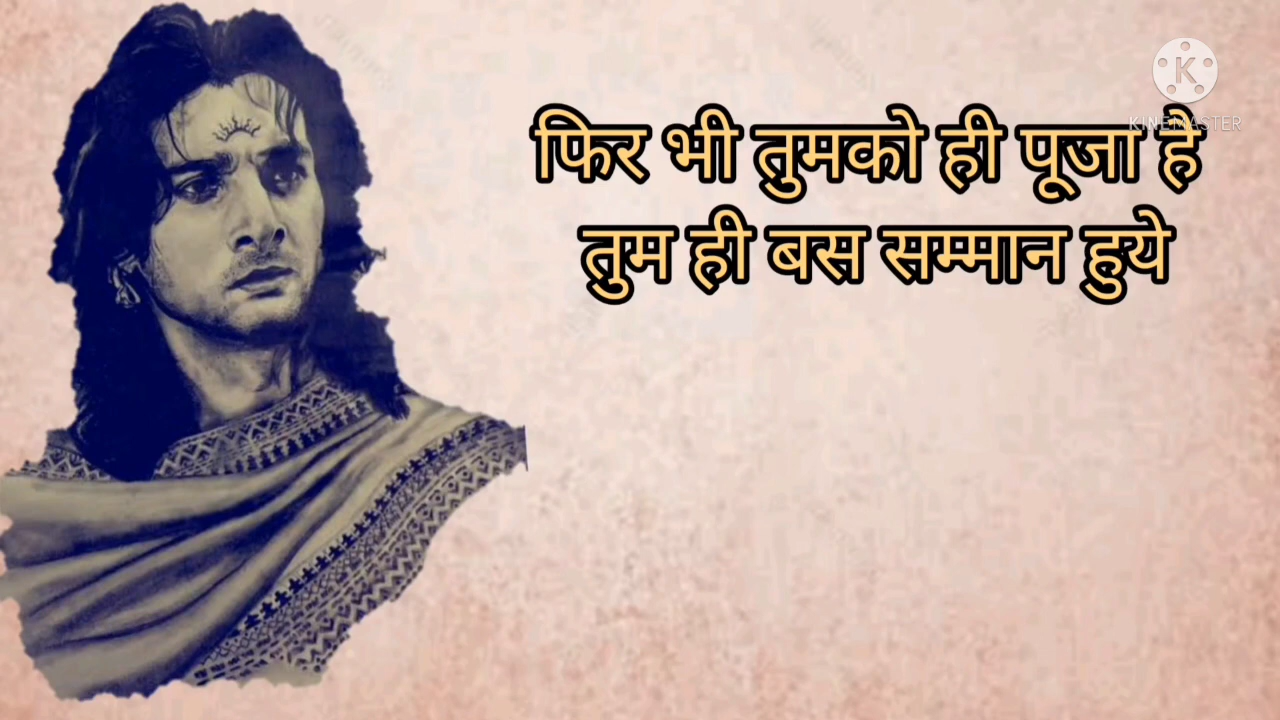 फिर भी तुमको ही पूजा हे
तुम ही बस सम्मान हुये
K
KINEMASTER